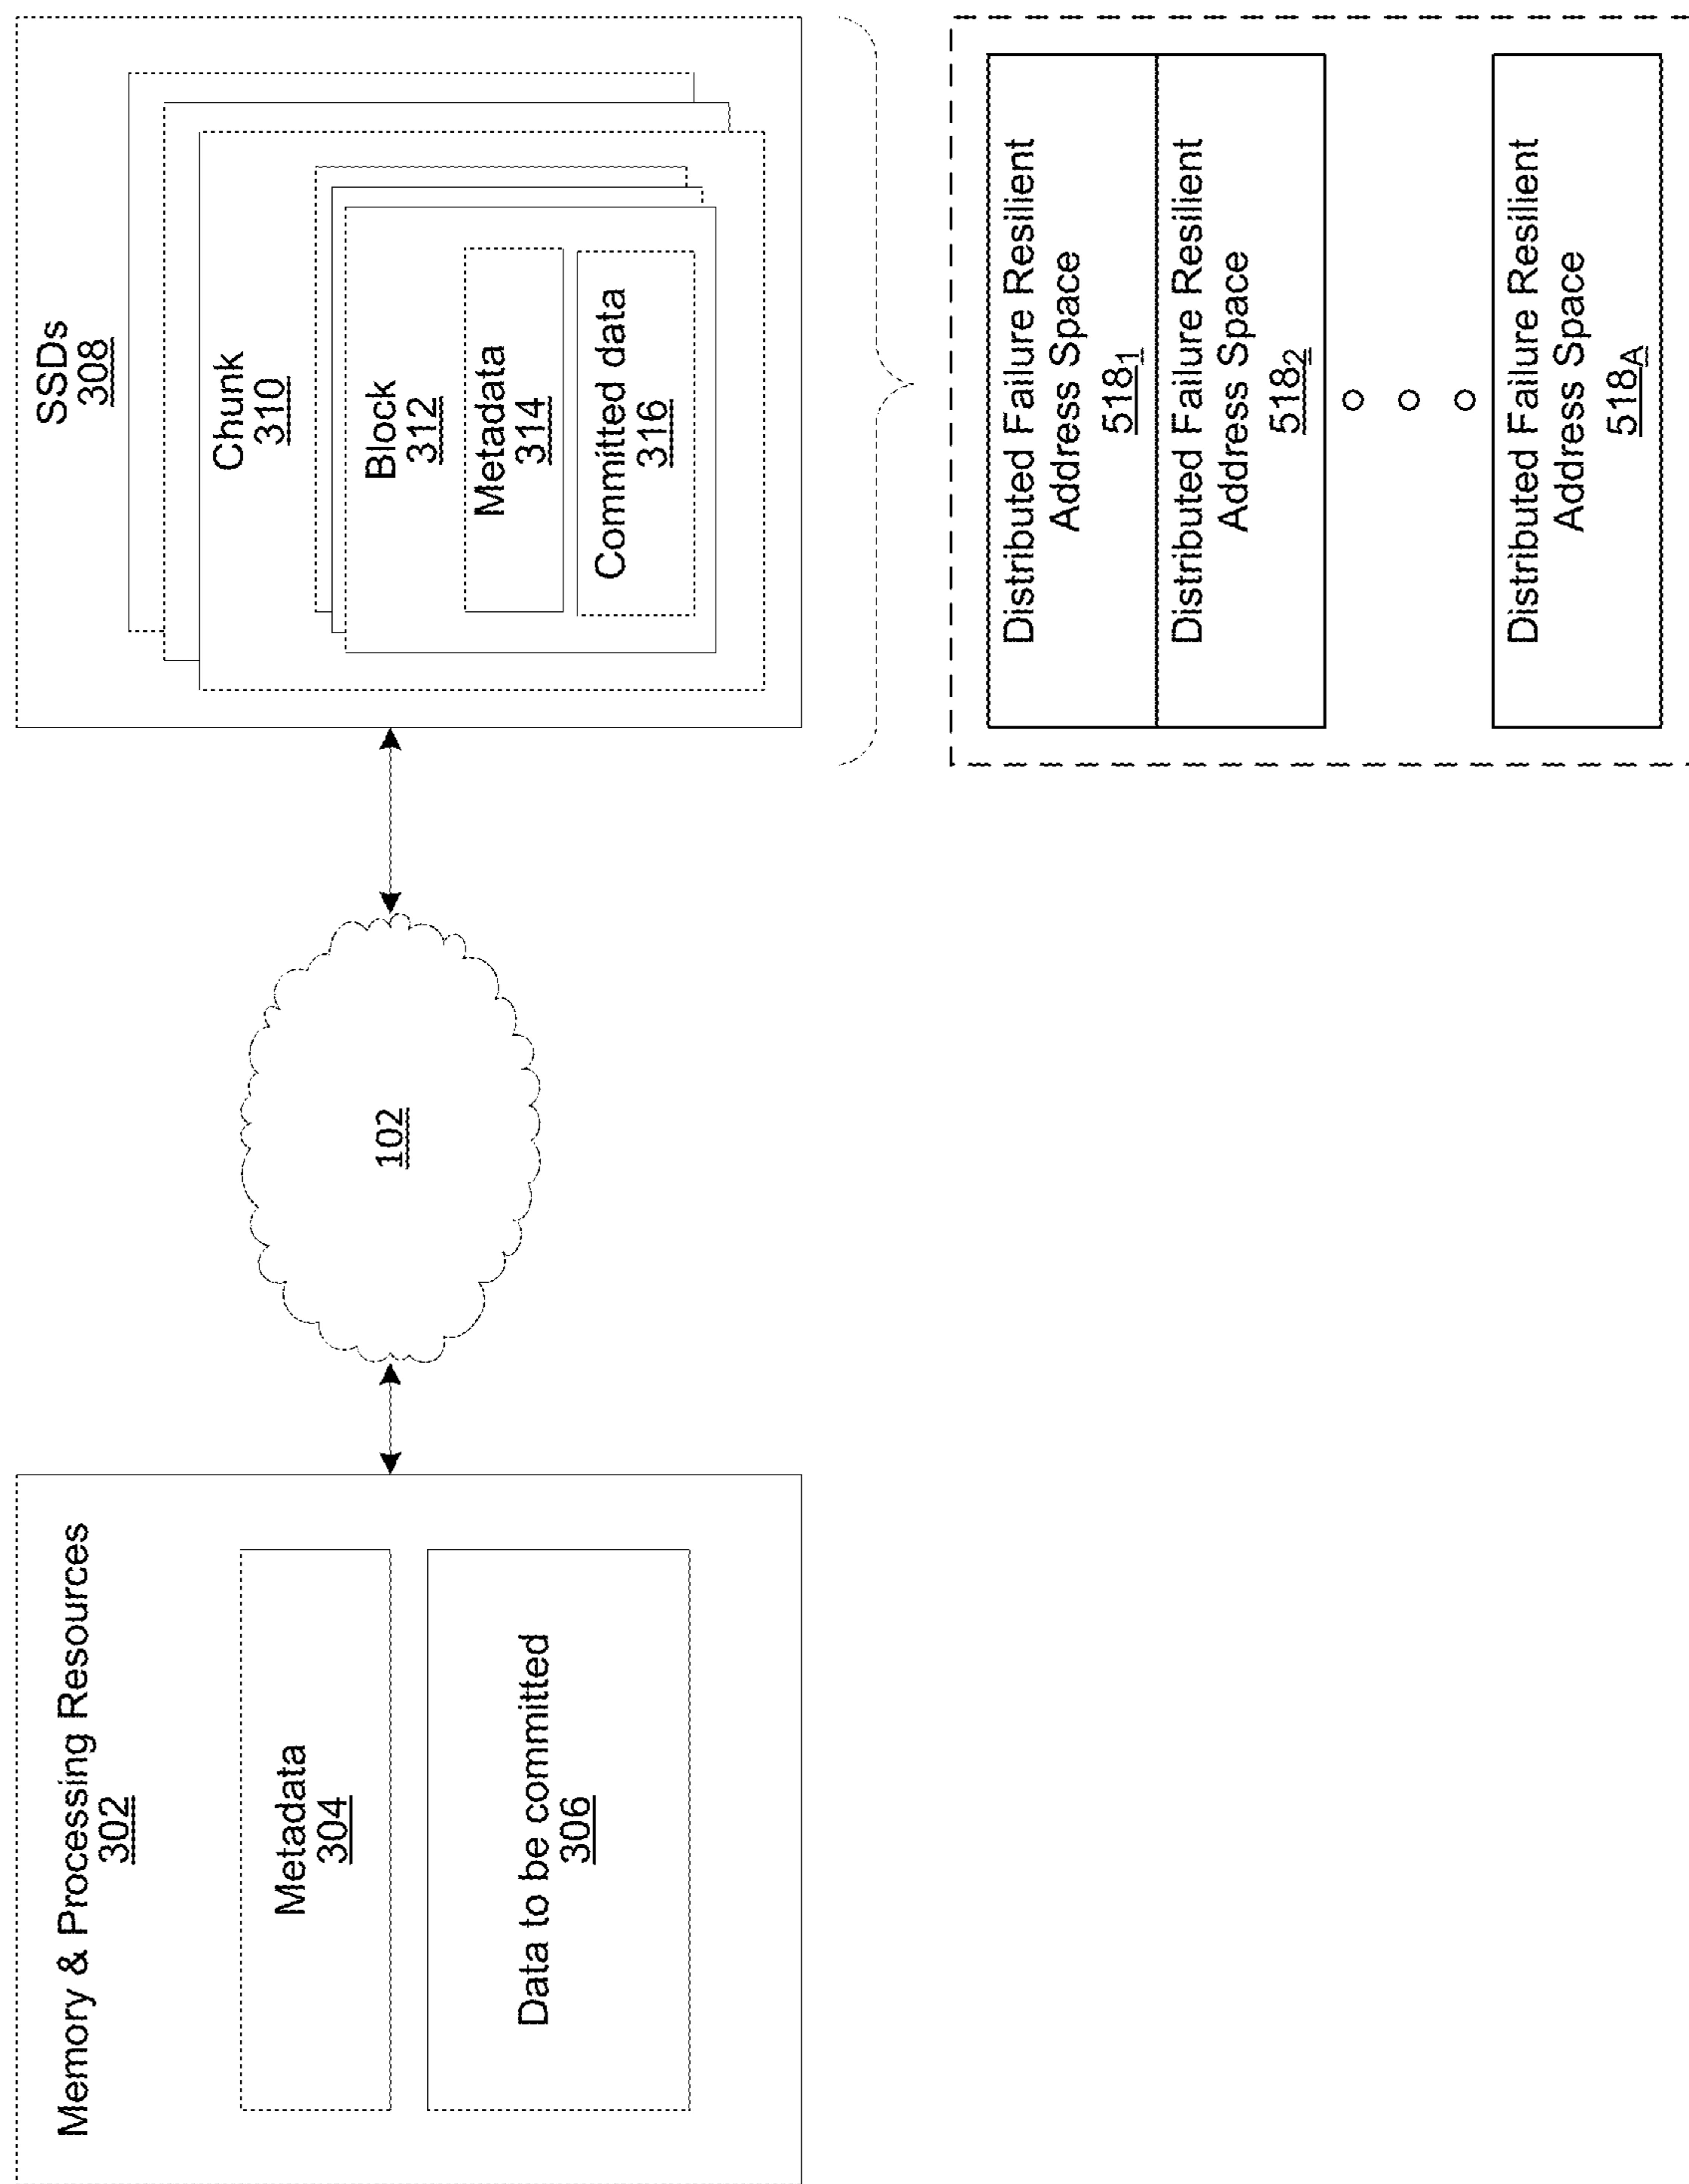 Memory & Processing Resources
302
Metadata
304
Data to be committed
306
102
SSDs
308
Chunk
310
Block
312
Metadata
314
Committed data
316
Distributed Failure Resilient
Address Space
518₁
Distributed Failure Resilient
Address Space
518₂
Distributed Failure Resilient
Address Space
518A